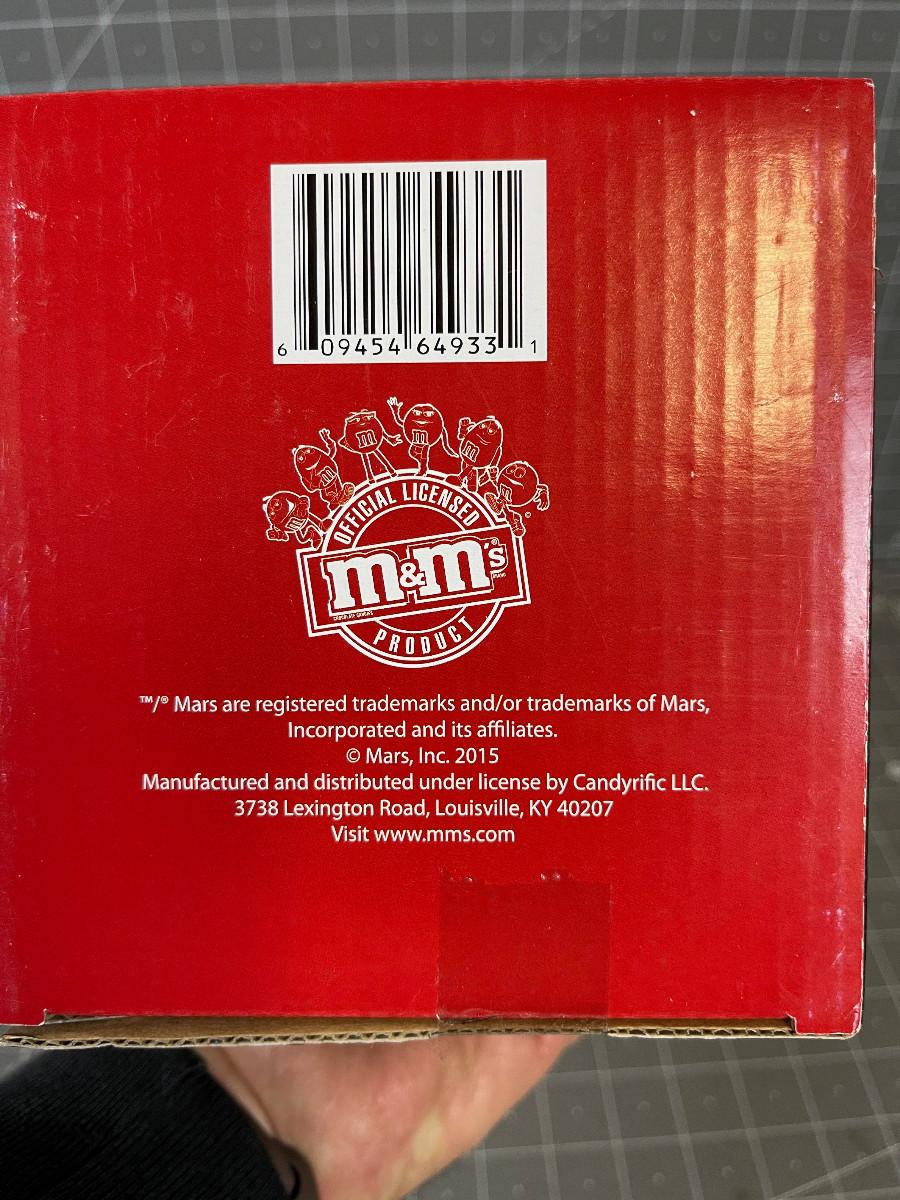 6 09454 64933 1
m
m
m
m
m
OFFICIAL LICENSED
m&m's®
PRODUCT
™/® Mars are registered trademarks and/or trademarks of Mars,
Incorporated and its affiliates.
© Mars, Inc. 2015
Manufactured and distributed under license by Candyrific LLC.
3738 Lexington Road, Louisville, KY 40207
Visit www.mms.com